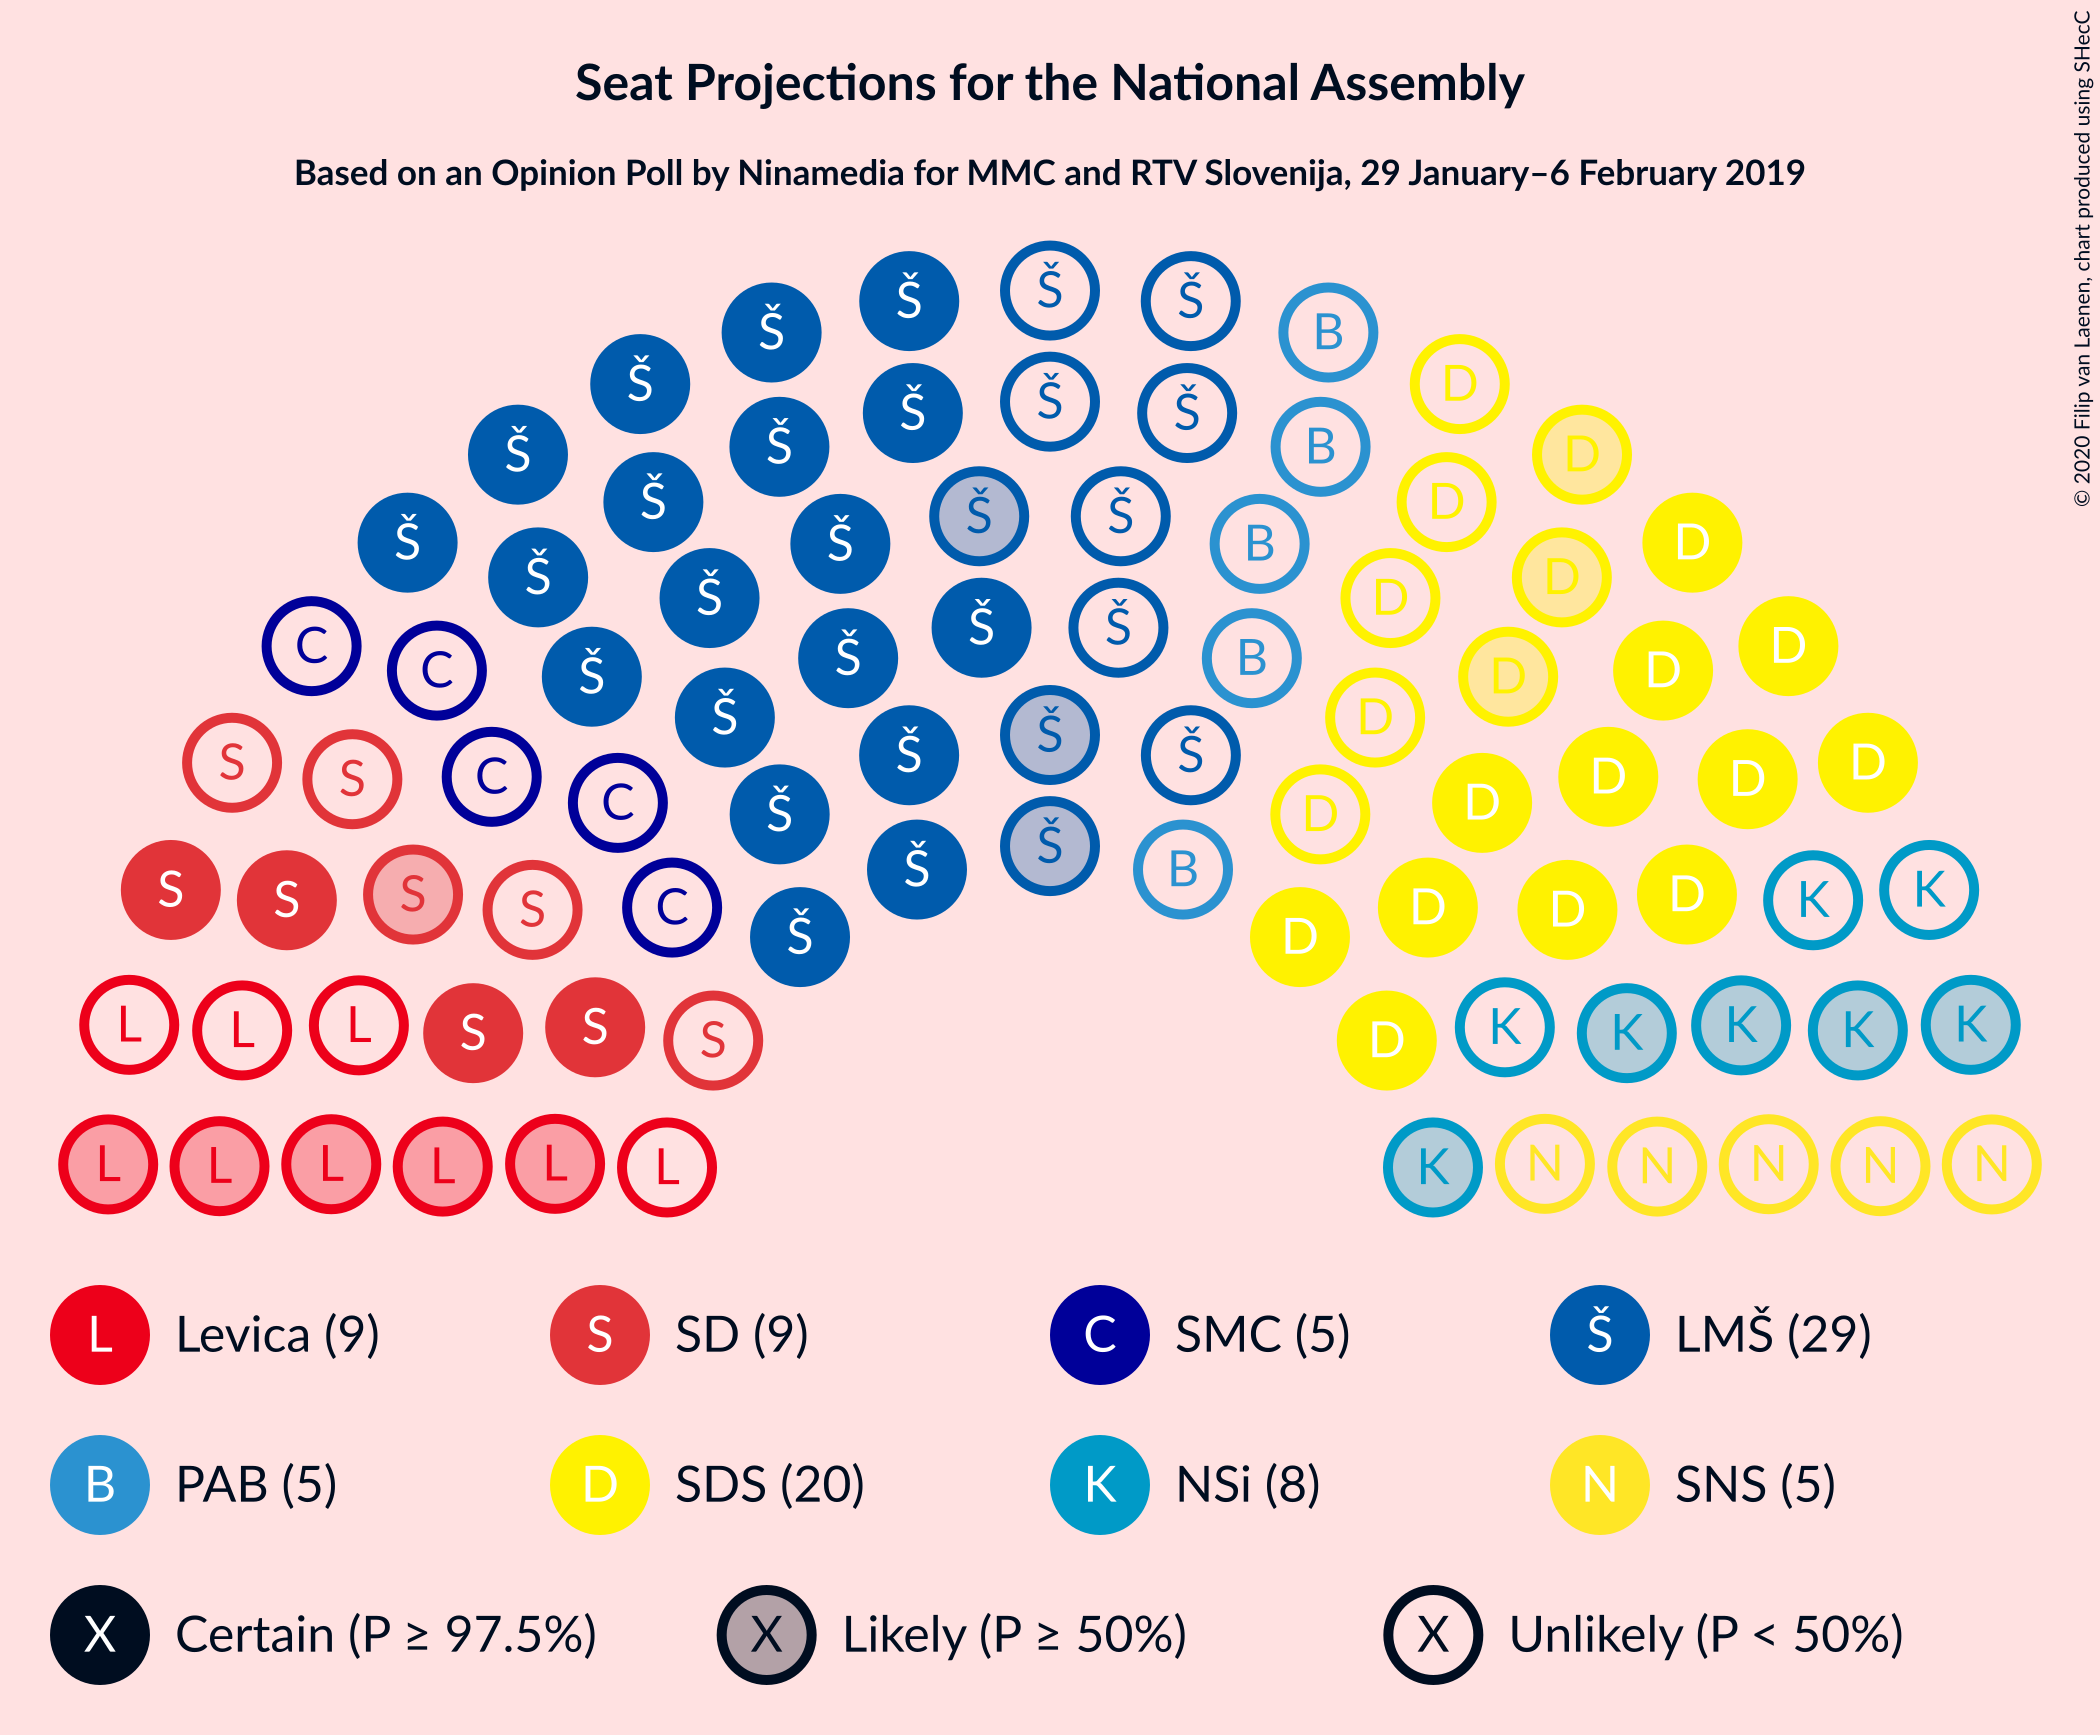 Seat Projections for the National Assembly
Based on an Opinion Poll by Ninamedia for MMC and RTV Slovenija, 29 January–6 February 2019
© 2020 Filip van Laenen, chart produced using SHecC
Š Š Š Š
Š Š B
Š Š Š Š B D
Š Š Š B D
Š Š Š Š B D D
Š Š Š D D D
Š Š Š Š B D D
C C Š Š Š Š D D D D
S S C C Š Š D D D D
S S S S C Š Š B D D D D K K
L L L S S S D K K K K K
L L L L L L K N N N N N
L Levica (9) S SD (9) C SMC (5) Š LMŠ (29)
B PAB (5) D SDS (20) K NSi (8) N SNS (5)
X Certain (P ≥ 97.5%) X Likely (P ≥ 50%) X Unlikely (P < 50%)